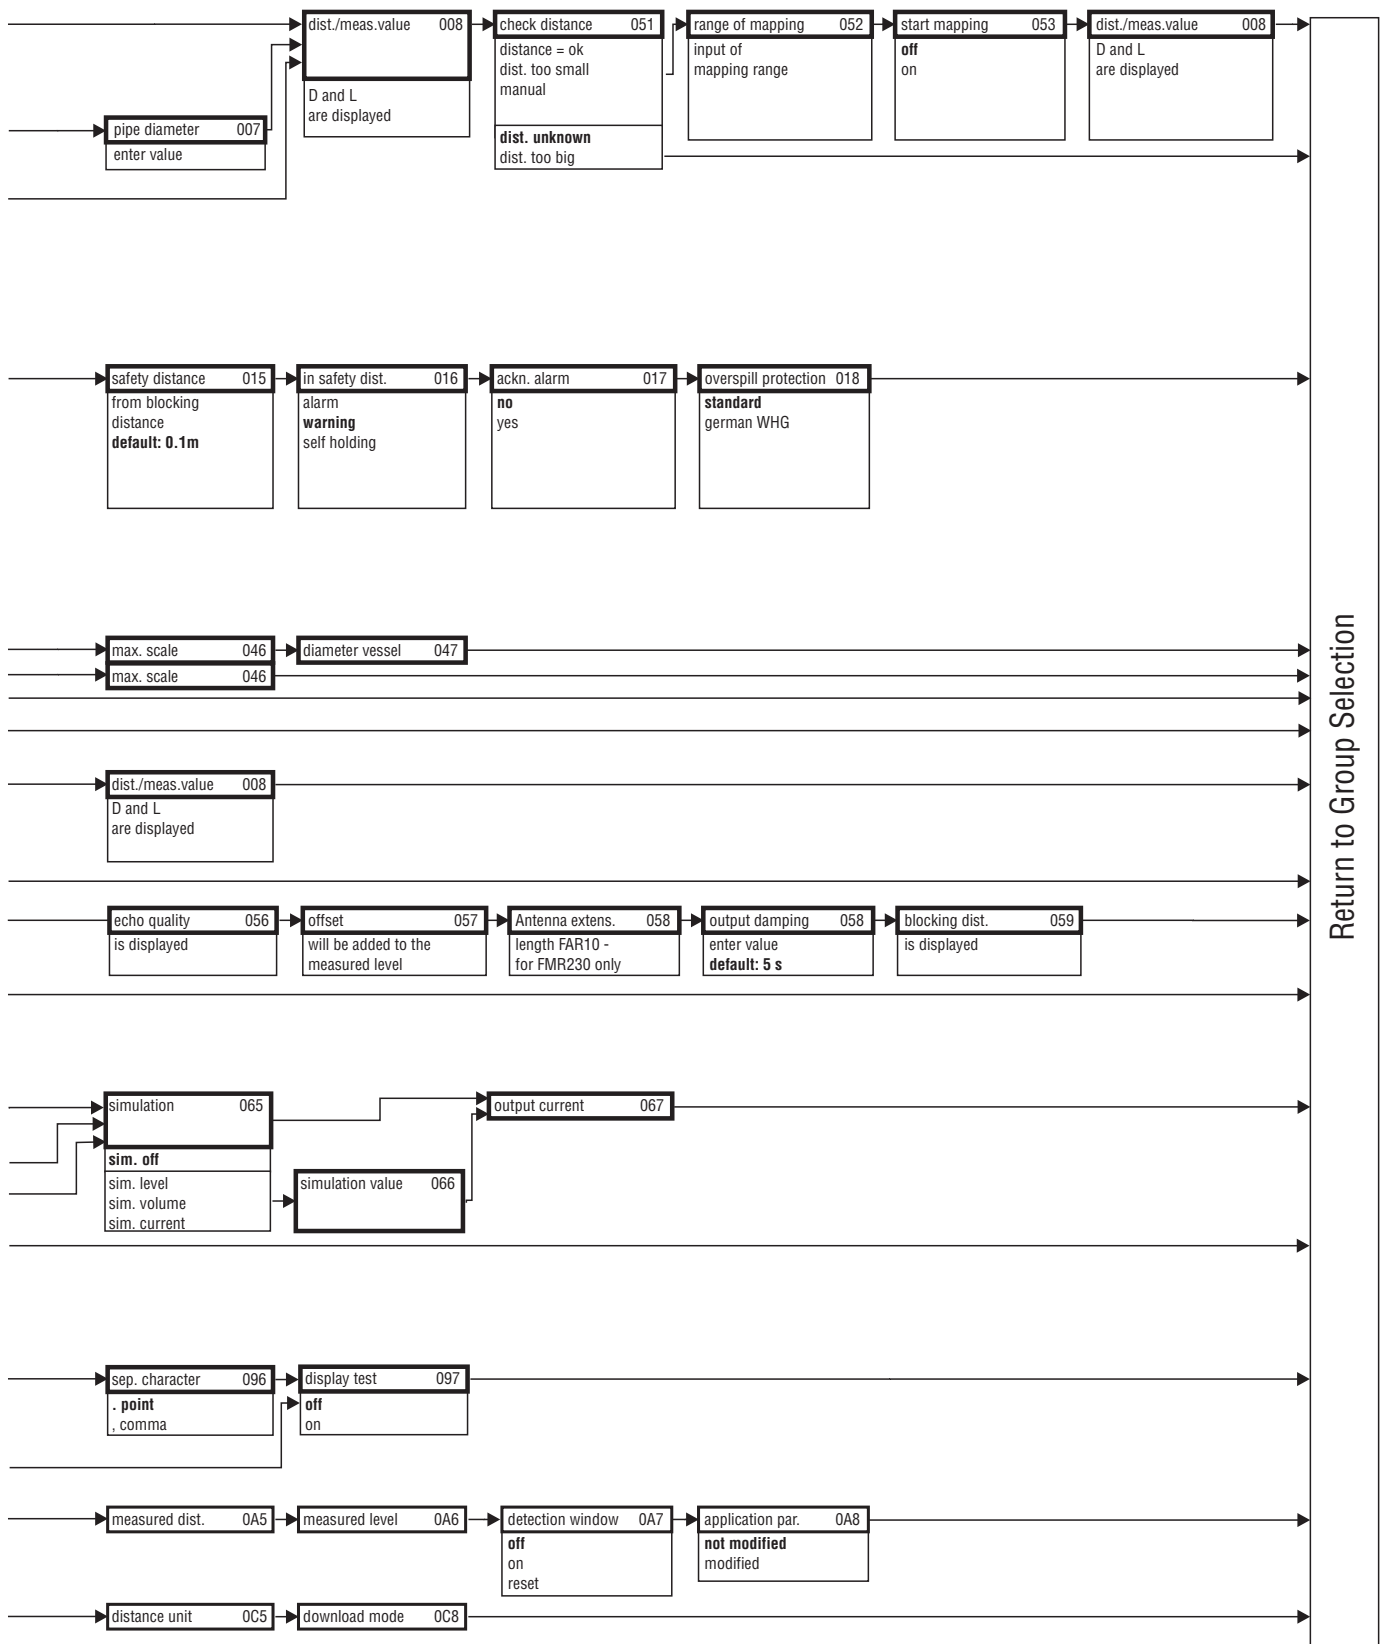 dist./meas.value 008
D and L
are displayed
check distance 051
distance = ok
dist. too small
manual
dist. unknown
dist. too big
range of mapping 052
input of
mapping range
start mapping 053
off
on
dist./meas.value 008
D and L
are displayed
pipe diameter 007
enter value
safety distance 015
from blocking
distance
default: 0.1m
in safety dist. 016
alarm
warning
self holding
ackn. alarm 017
no
yes
overspill protection 018
standard
german WHG
max. scale 046
diameter vessel 047
max. scale 046
dist./meas.value 008
D and L
are displayed
echo quality 056
is displayed
offset 057
will be added to the
measured level
Antenna extens. 058
length FAR10 -
for FMR230 only
output damping 058
enter value
default: 5 s
blocking dist. 059
is displayed
simulation 065
sim. off
sim. level
sim. volume
sim. current
simulation value 066
output current 067
sep. character 096
. point
, comma
display test 097
off
on
measured dist. 0A5
measured level 0A6
detection window 0A7
off
on
reset
application par. 0A8
not modified
modified
distance unit 0C5
download mode 0C8
Return to Group Selection